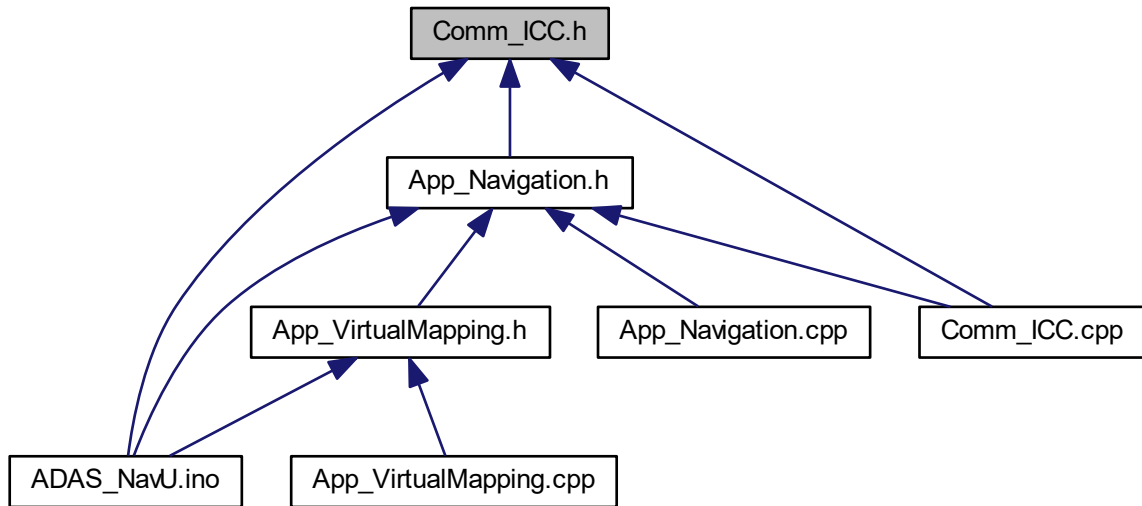 Comm_ICC.h
App_Navigation.h
App_VirtualMapping.h
App_Navigation.cpp
Comm_ICC.cpp
ADAS_NavU.ino
App_VirtualMapping.cpp